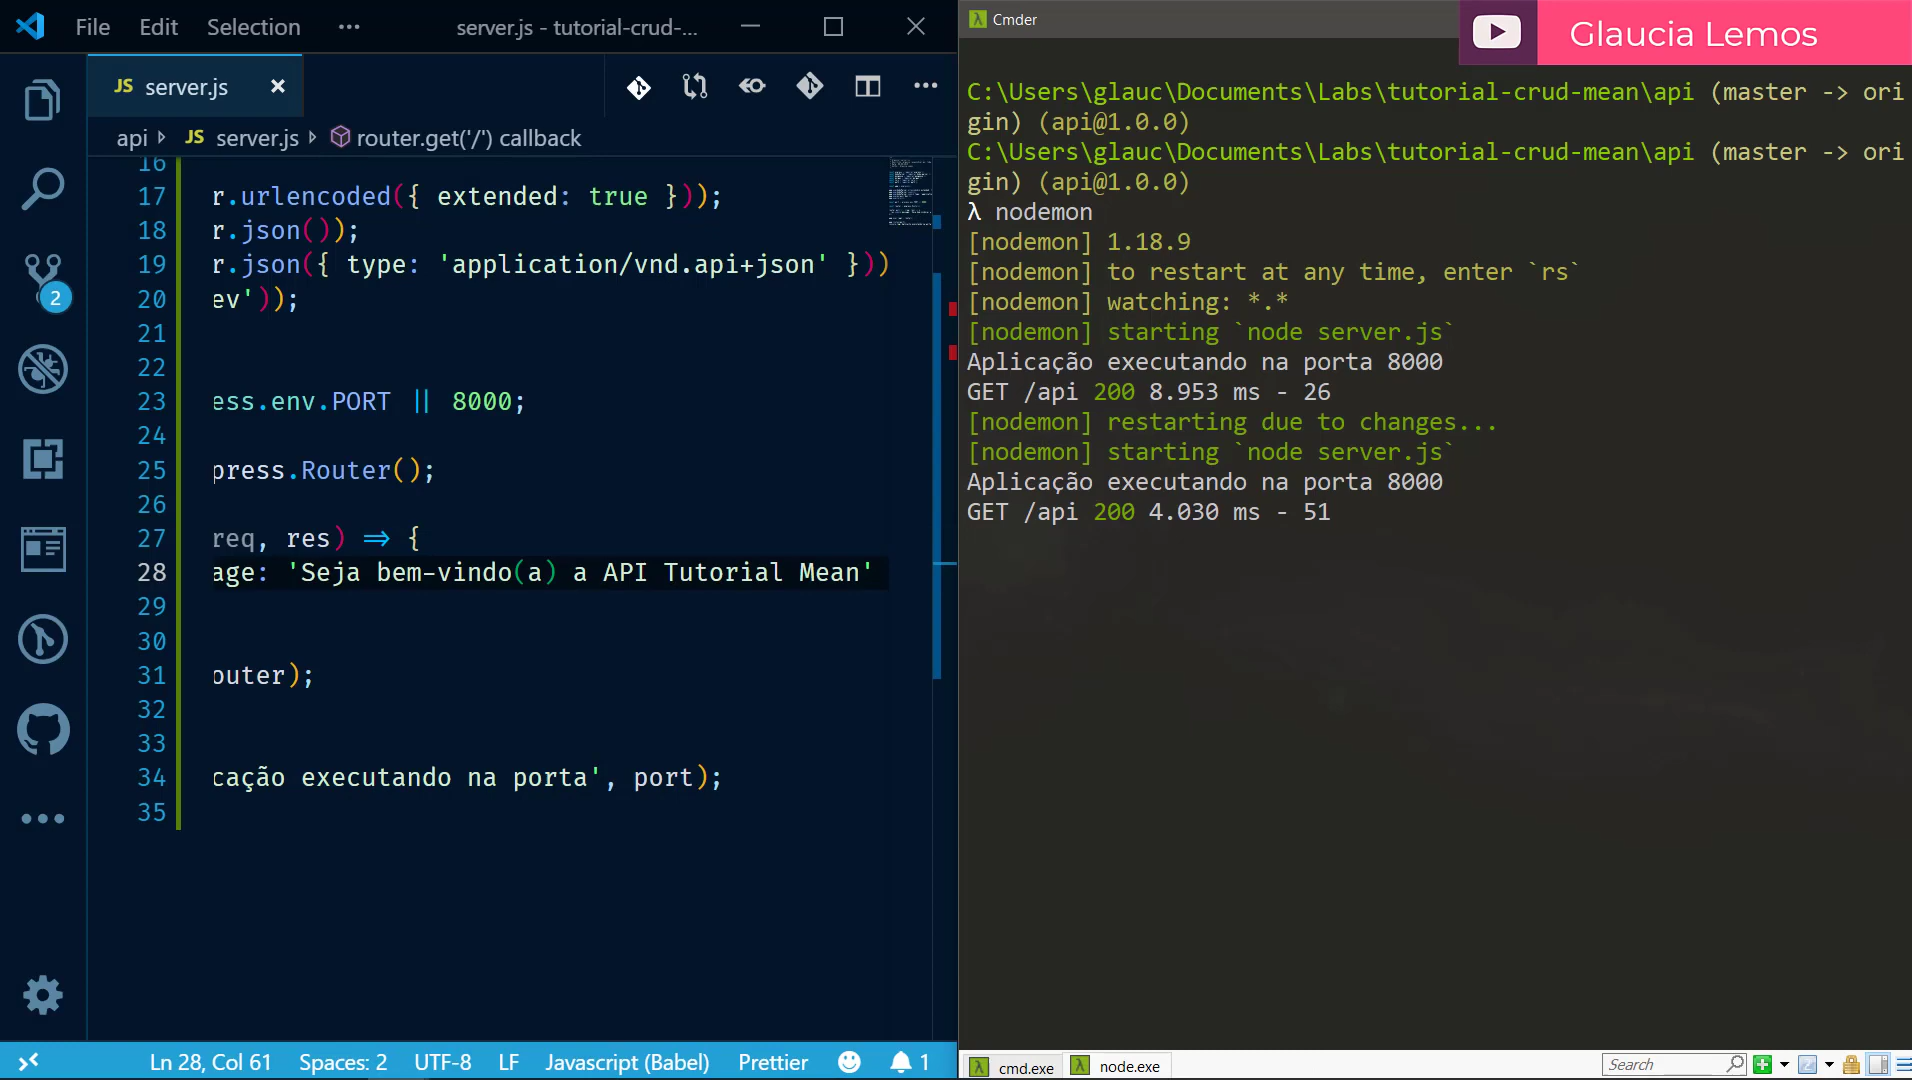 File Edit Selection ··· server.js - tutorial-crud-...
JS server.js ×
api > JS server.js > router.get('/') callback
16
17 r.urlencoded({ extended: true }));
18 r.json());
19 r.json({ type: 'application/vnd.api+json' }))
20 ev'));
21
22
23 ess.env.PORT || 8000;
24
25 press.Router();
26
27 req, res) => {
28 age: 'Seja bem-vindo(a) a API Tutorial Mean'
29
30
31 outer);
32
33
34 cação executando na porta', port);
35
2
Ln 28, Col 61 Spaces: 2 UTF-8 LF Javascript (Babel) Prettier 1
λ Cmder
Glaucia Lemos
C:\Users\glauc\Documents\Labs\tutorial-crud-mean\api (master -> ori
gin) (api@1.0.0)
C:\Users\glauc\Documents\Labs\tutorial-crud-mean\api (master -> ori
gin) (api@1.0.0)
λ nodemon
[nodemon] 1.18.9
[nodemon] to restart at any time, enter `rs`
[nodemon] watching: *.*
[nodemon] starting `node server.js`
Aplicação executando na porta 8000
GET /api 200 8.953 ms - 26
[nodemon] restarting due to changes...
[nodemon] starting `node server.js`
Aplicação executando na porta 8000
GET /api 200 4.030 ms - 51
λ cmd.exe λ node.exe Search